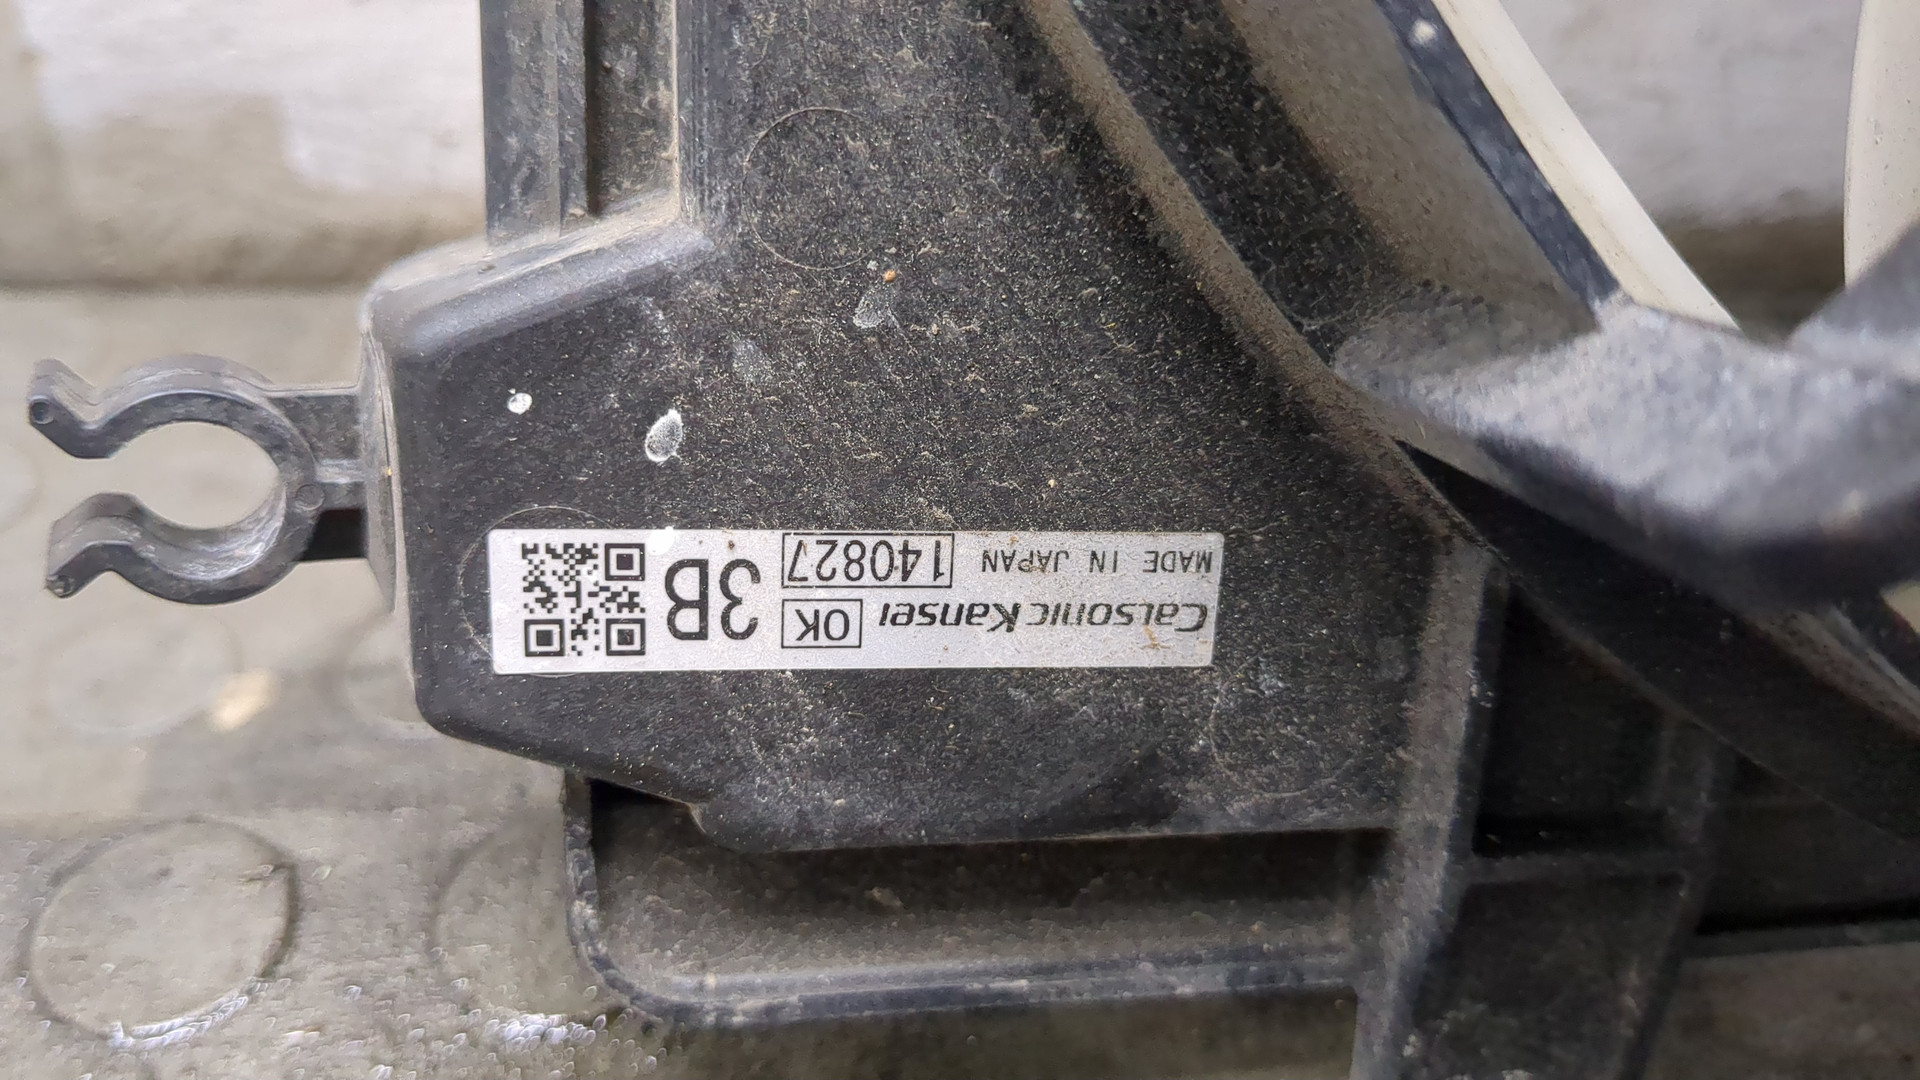 Calsonic Kansei OK 3B
MADE IN JAPAN 140827